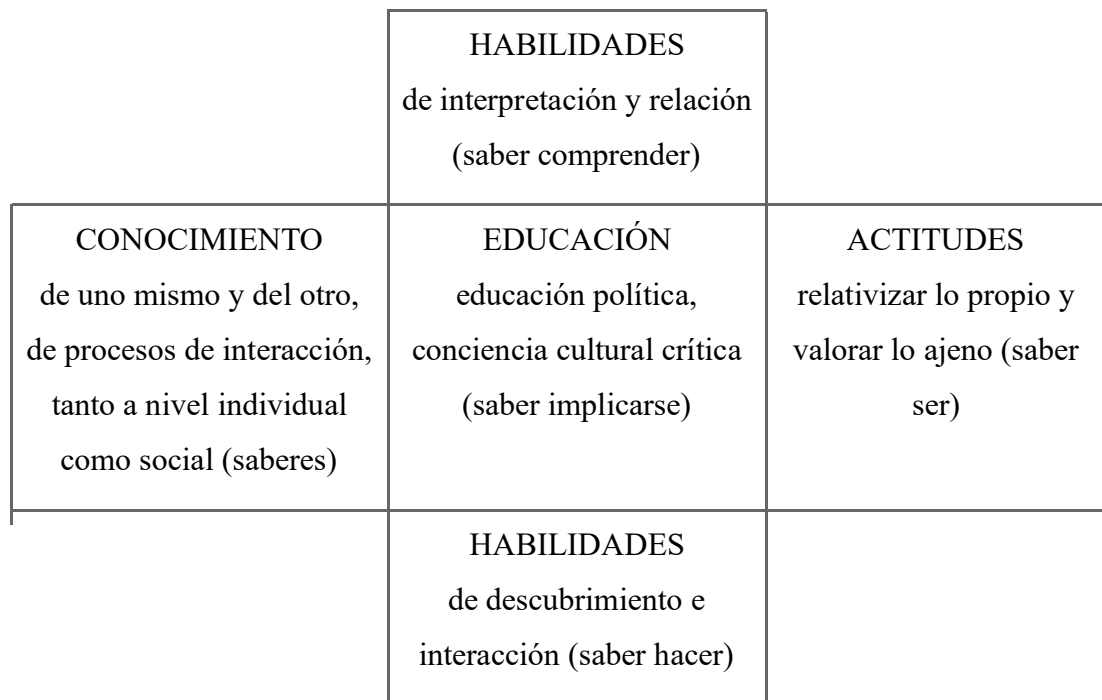 HABILIDADES
de interpretación y relación
(saber comprender)
CONOCIMIENTO
de uno mismo y del otro,
de procesos de interacción,
tanto a nivel individual
como social (saberes)
EDUCACIÓN
educación política,
conciencia cultural crítica
(saber implicarse)
ACTITUDES
relativizar lo propio y
valorar lo ajeno (saber
ser)
HABILIDADES
de descubrimiento e
interacción (saber hacer)